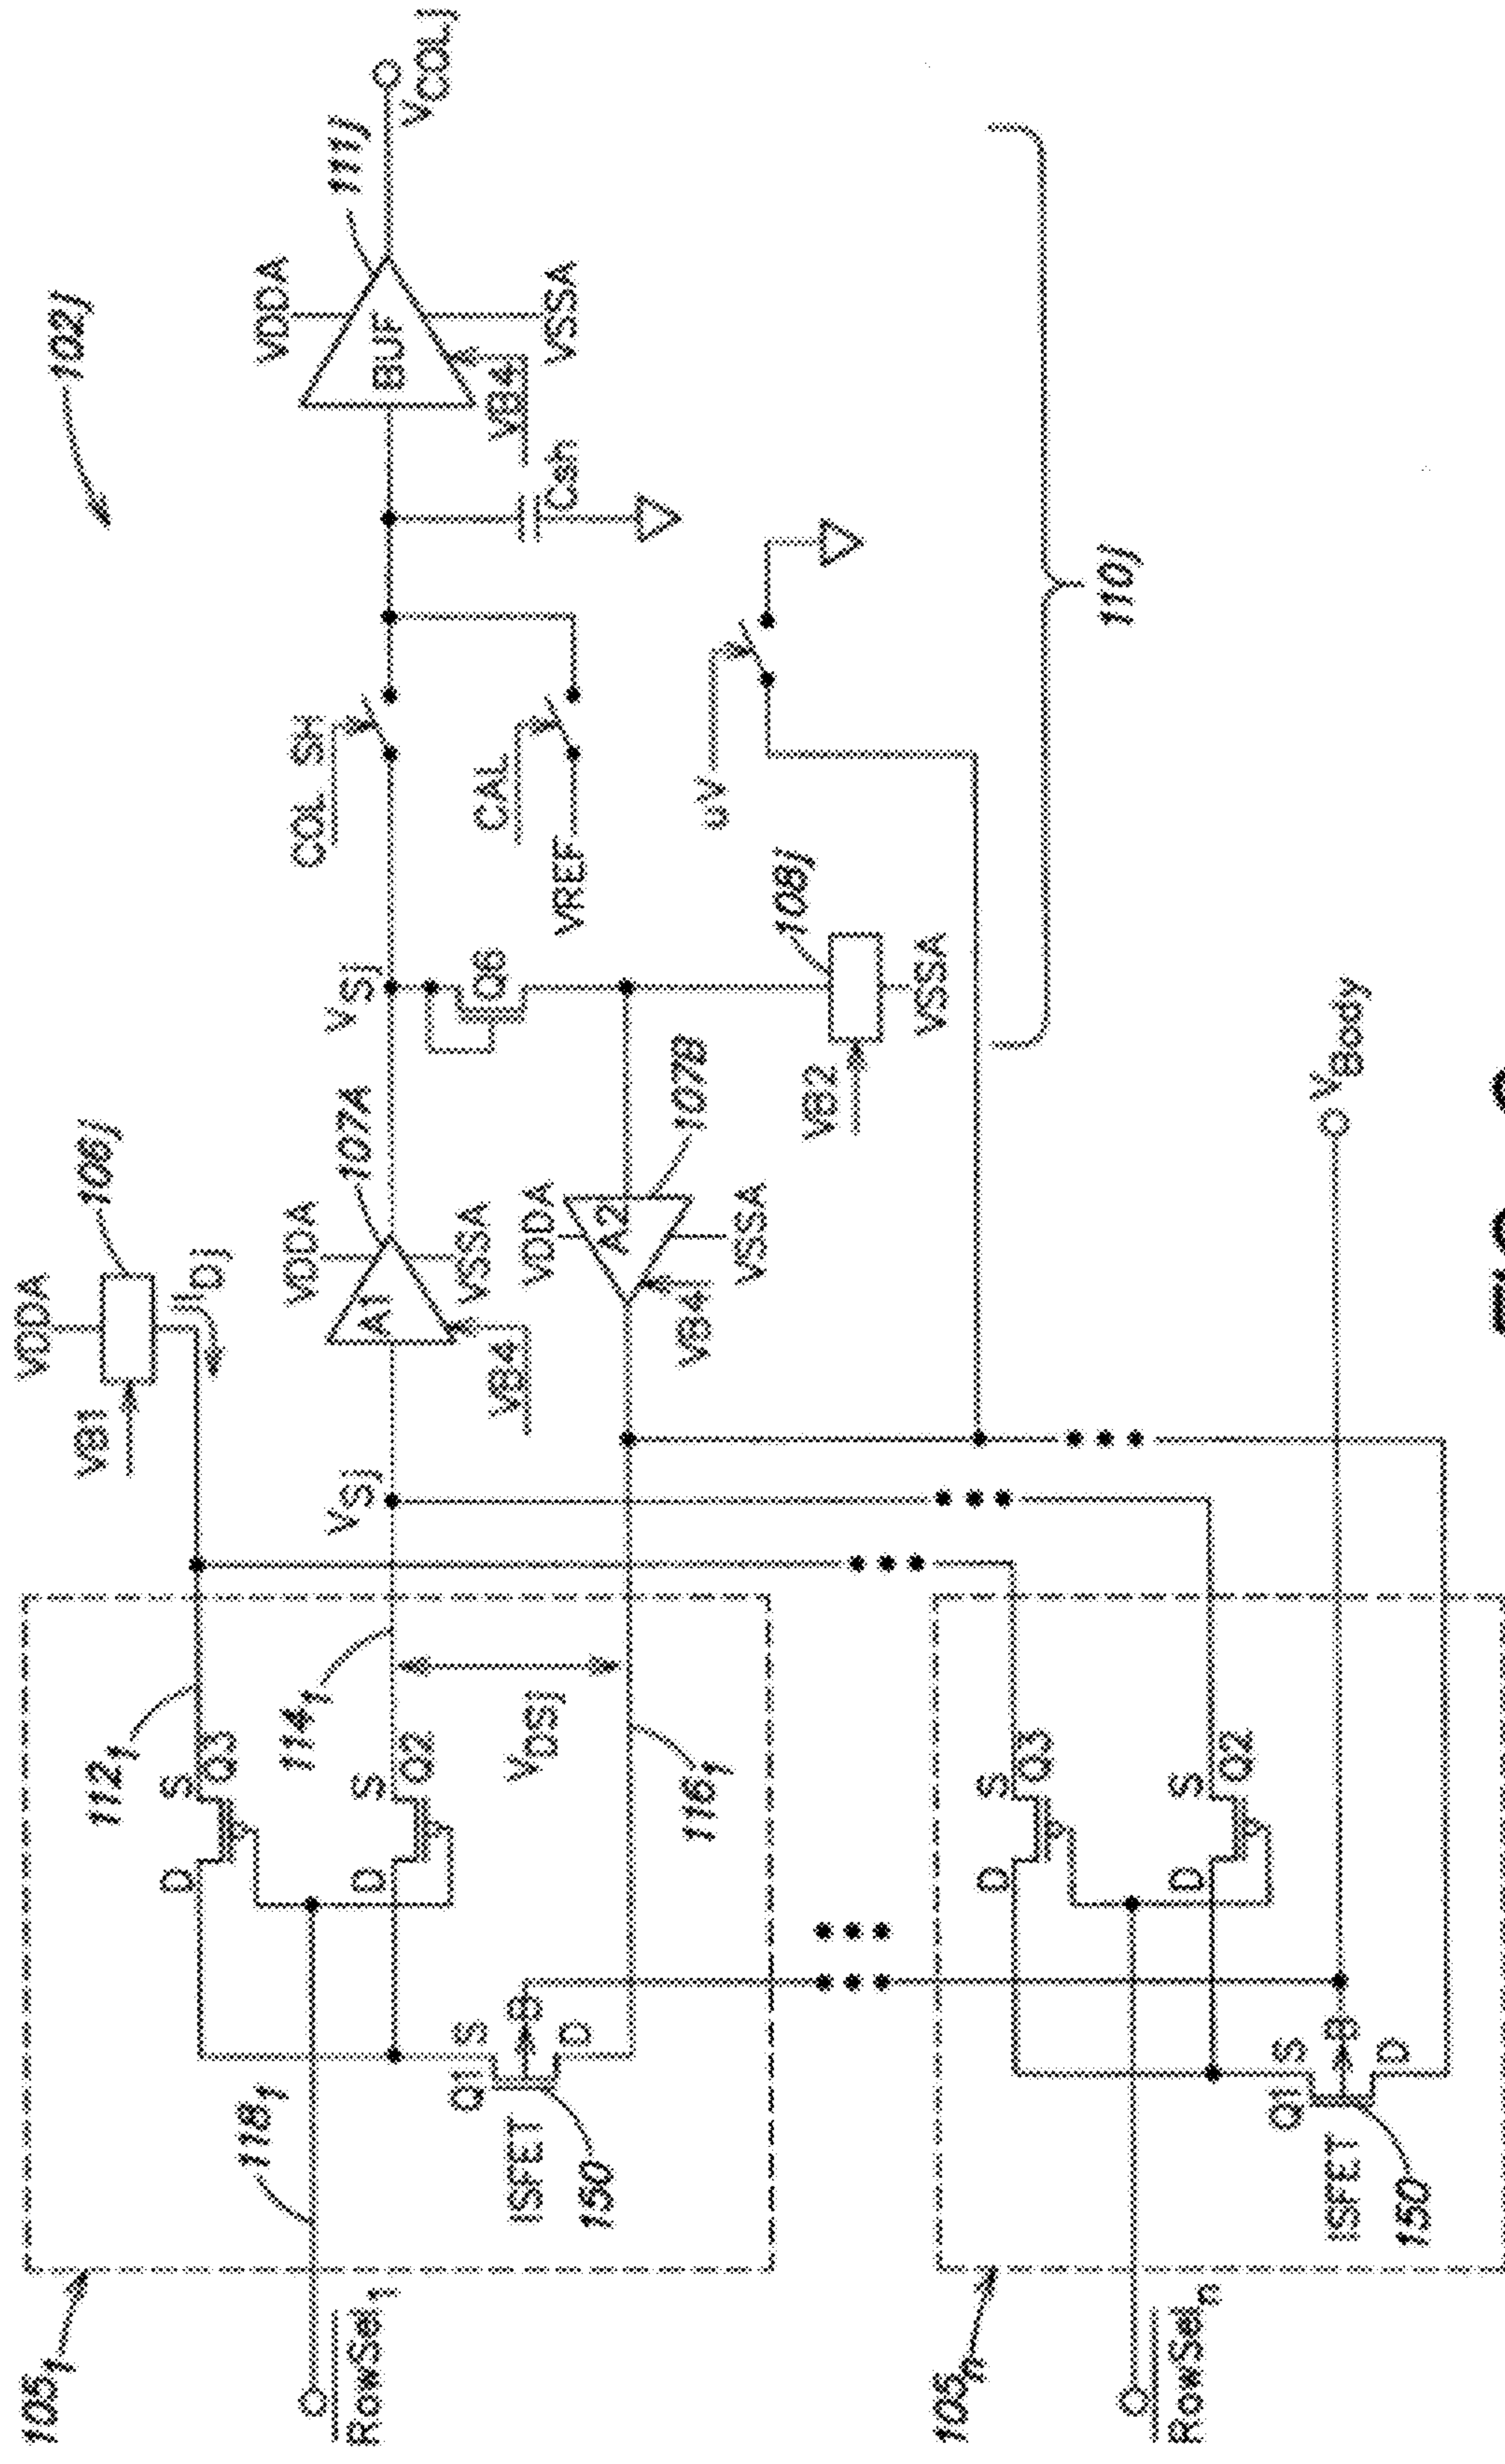 102j
VDDA
VB1
106j
IDj
VDDA
107A
A1
VSSA
VB4
VSj
VSj
COL SH
CAL
VREF
VDDA
111j
BUF
VB4
VSSA
VCOLj
Csh
Q6
VDDA
A2
107B
VB4
VSSA
VB2
108j
VSSA
uV
110j
VBody
105₁
RowSel₁
118₁
112₁
D
S
Q3
114₁
D
S
Q2
VDSj
116₁
Q1
S
B
D
ISFET
150
105n
RowSeln
D
S
Q3
D
S
Q2
Q1
S
B
D
ISFET
150